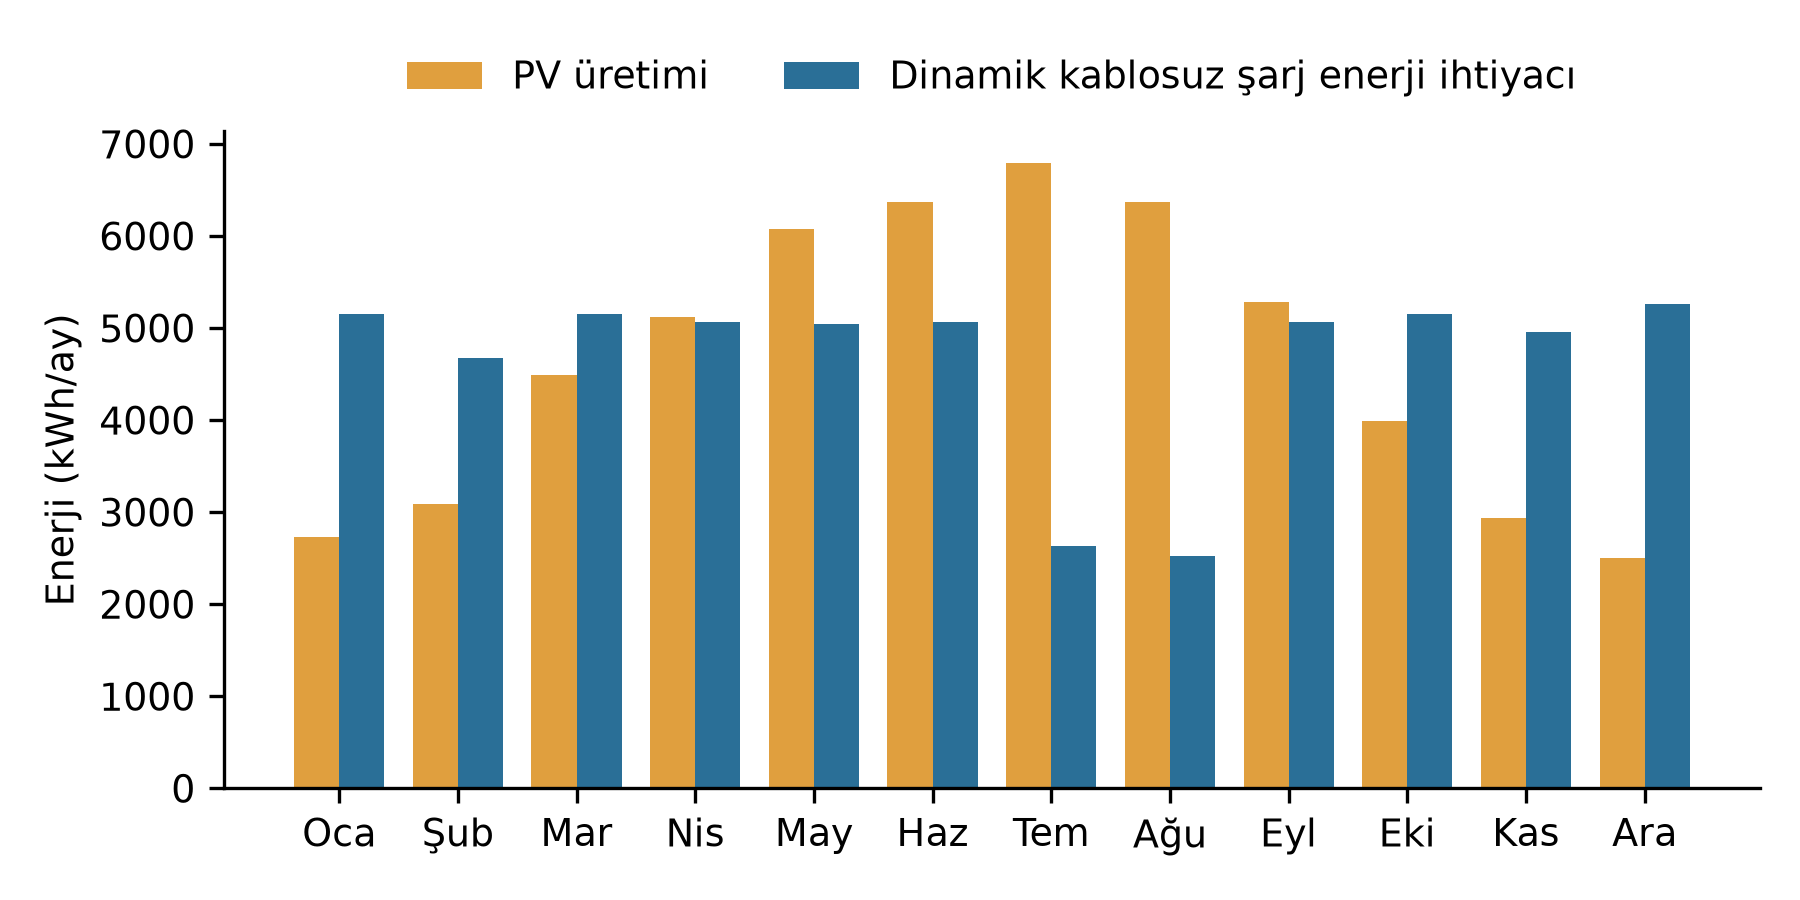 PV üretimi Dinamik kablosuz şarj enerji ihtiyacı
7000
6000
5000
4000
3000
2000
1000
0
Enerji (kWh/ay)
Oca Şub Mar Nis May Haz Tem Ağu Eyl Eki Kas Ara